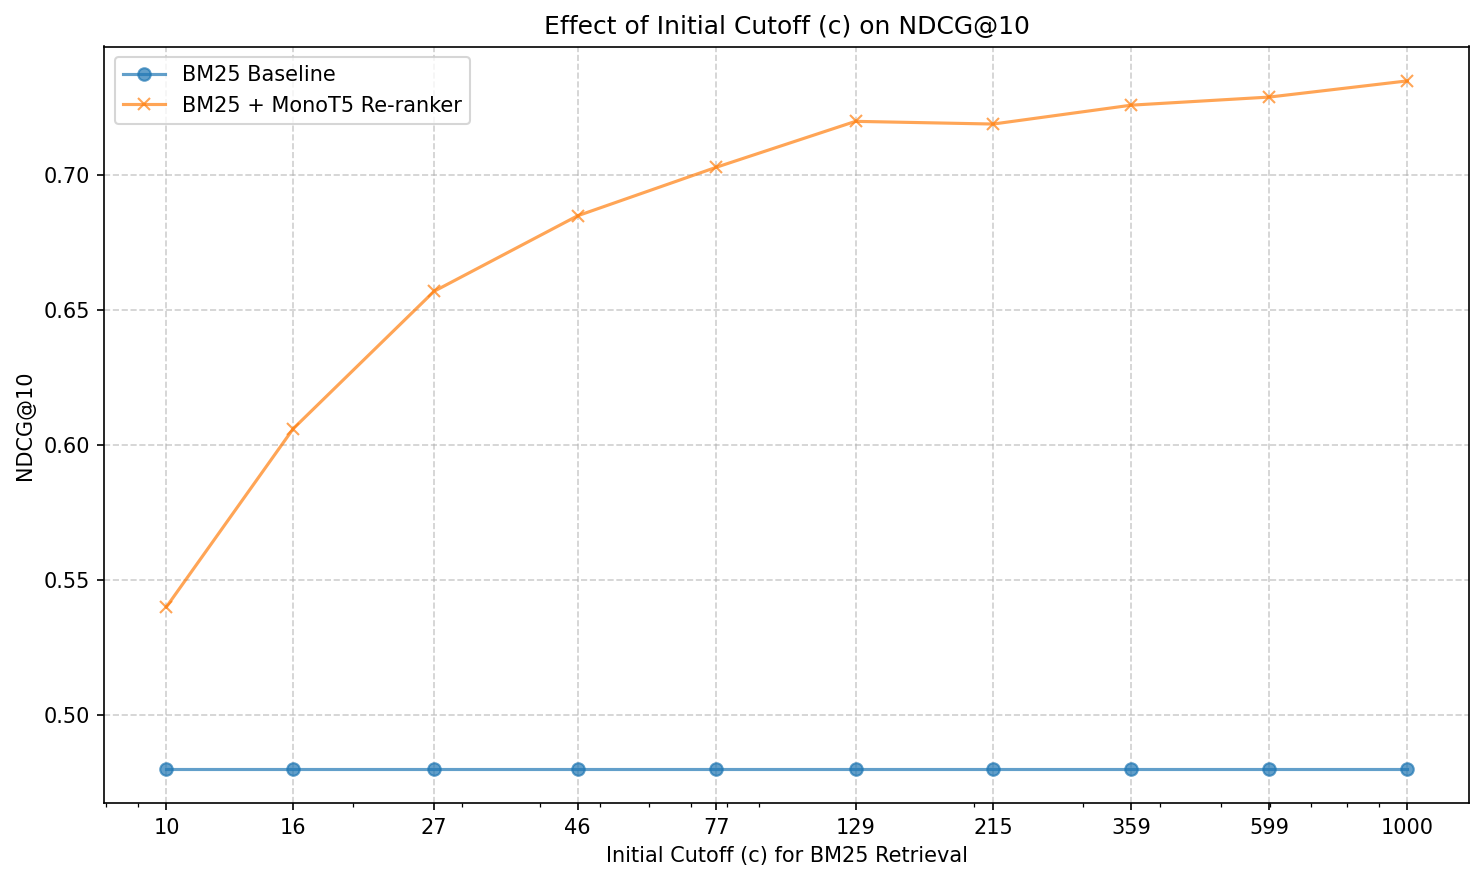 Effect of Initial Cutoff (c) on NDCG@10
BM25 Baseline
BM25 + MonoT5 Re-ranker
NDCG@10
0.70
0.65
0.60
0.55
0.50
10 16 27 46 77 129 215 359 599 1000
Initial Cutoff (c) for BM25 Retrieval